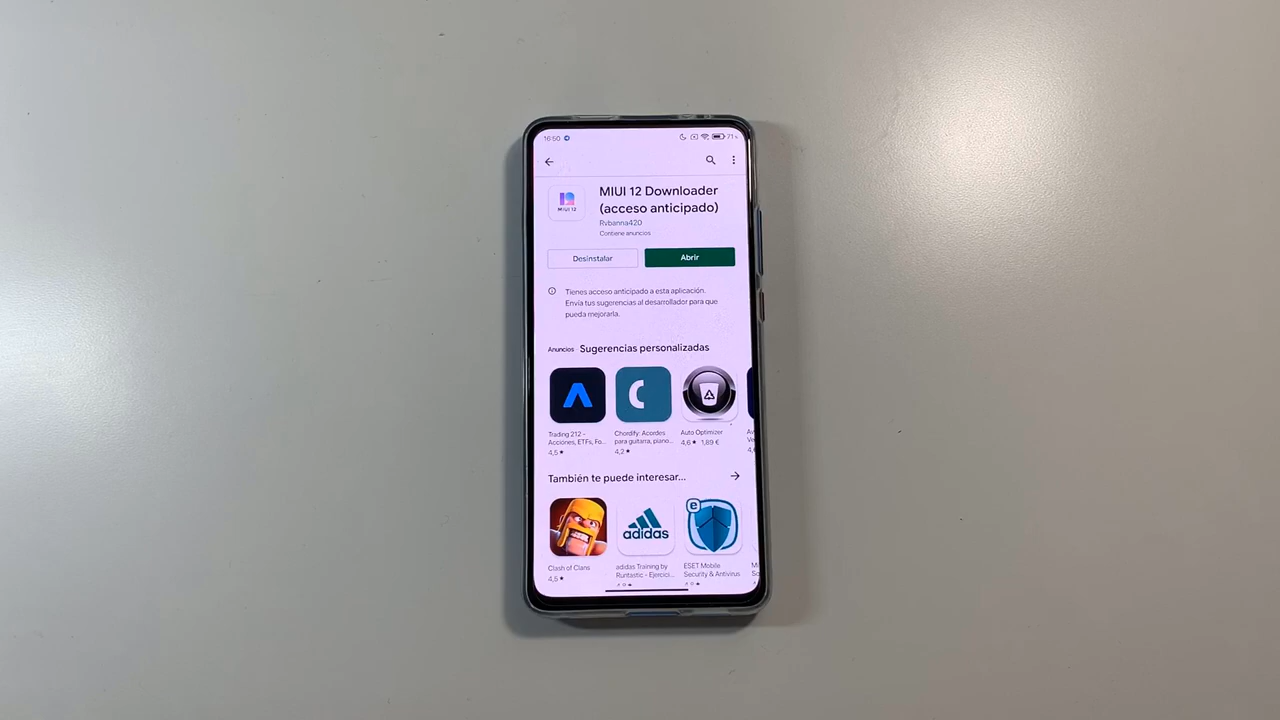 16:50
71%
MIUI 12 Downloader
(acceso anticipado)
Rvbanna420
Contiene anuncios
MIUI 12
Desinstalar
Abrir
Tienes acceso anticipado a esta aplicación.
Envía tus sugerencias al desarrollador para que
pueda mejorarla.
Anuncios Sugerencias personalizadas
Trading 212 -
Acciones, ETFs, Fo...
4,5★
Chordify: Acordes
para guitarra, piano...
4,2★
Auto Optimizer
4,6★ 1,89 €
También te puede interesar...
adidas
e
Clash of Clans
4,5★
adidas Training by
Runtastic - Ejercici...
ESET Mobile
Security & Antivirus